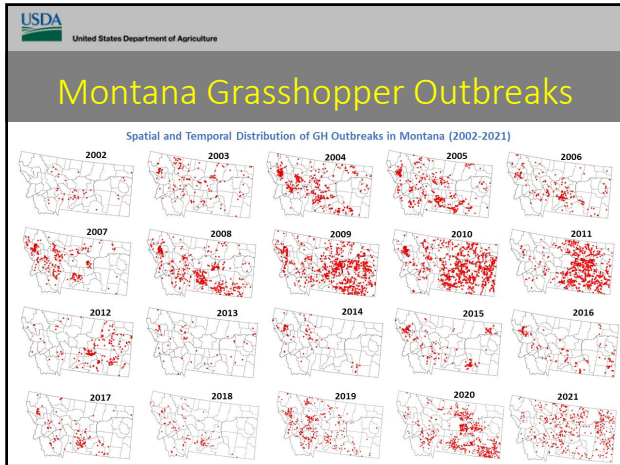 USDA
United States Department of Agriculture
Montana Grasshopper Outbreaks
Spatial and Temporal Distribution of GH Outbreaks in Montana (2002-2021)
2002 2003 2004 2005 2006
2007 2008 2009 2010 2011
2012 2013 2014 2015 2016
2017 2018 2019 2020 2021